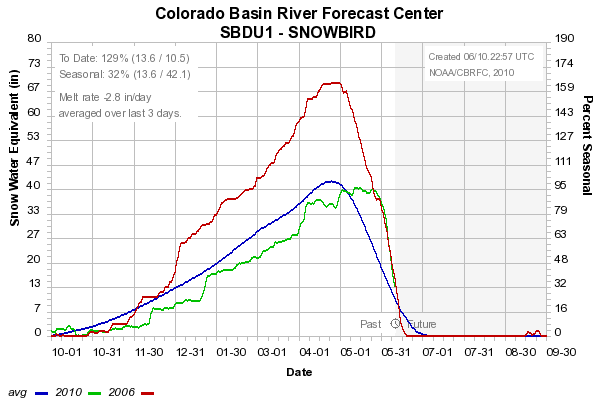 Colorado Basin River Forecast Center
SBDU1 - SNOWBIRD
Snow Water Equivalent (in)
80
73
67
60
53
47
40
33
27
20
13
7
0
To Date: 129% (13.6 / 10.5)
Seasonal: 32% (13.6 / 42.1)
Melt rate -2.8 in/day
averaged over last 3 days.
Created 06/10.22:57 UTC
NOAA/CBRFC, 2010
Past Future
190
174
159
143
127
111
95
79
63
48
32
16
0
Percent Seasonal
10-01 10-31 11-30 12-31 01-30 03-01 04-01 05-01 05-31 07-01 07-31 08-30 09-30
Date
avg 2010 2006